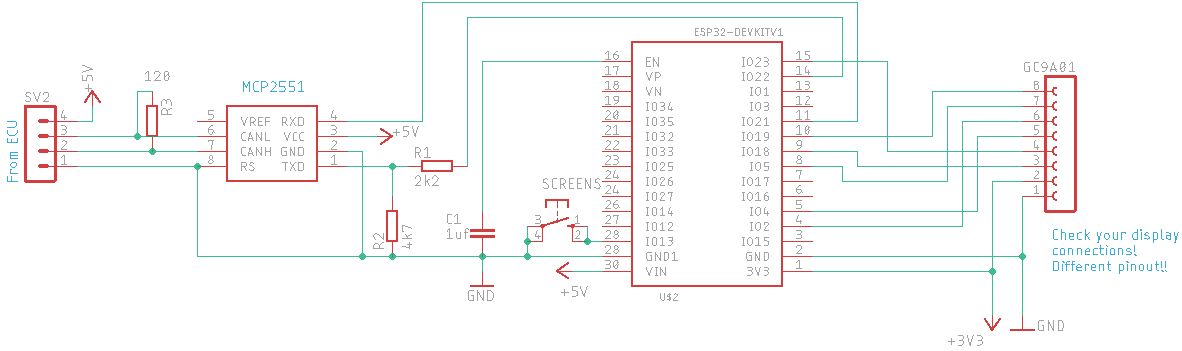 SV2
+5V
4
3
2
1
From ECU
120
R3
MCP2551
5 VREF RXD 4
6 CANL VCC 3
7 CANH GND 2
8 RS TXD 1
+5V
R1
2k2
R2
4k7
C1
1uf
GND
SCREENS
3 1
4 2
+5V
ESP32-DEVKITV1
16 EN IO23 15
17 VP IO22 14
18 VN IO1 13
19 IO34 IO3 12
20 IO35 IO21 11
21 IO32 IO19 10
22 IO33 IO18 9
23 IO25 IO5 8
24 IO26 IO17 7
24 IO27 IO16 6
26 IO14 IO4 5
27 IO12 IO2 4
28 IO13 IO15 3
28 GND1 GND 2
30 VIN 3V3 1
U$2
GC9A01
8
7
6
5
4
3
2
1
Check your display
connections!
Different pinout!!
+3V3
GND